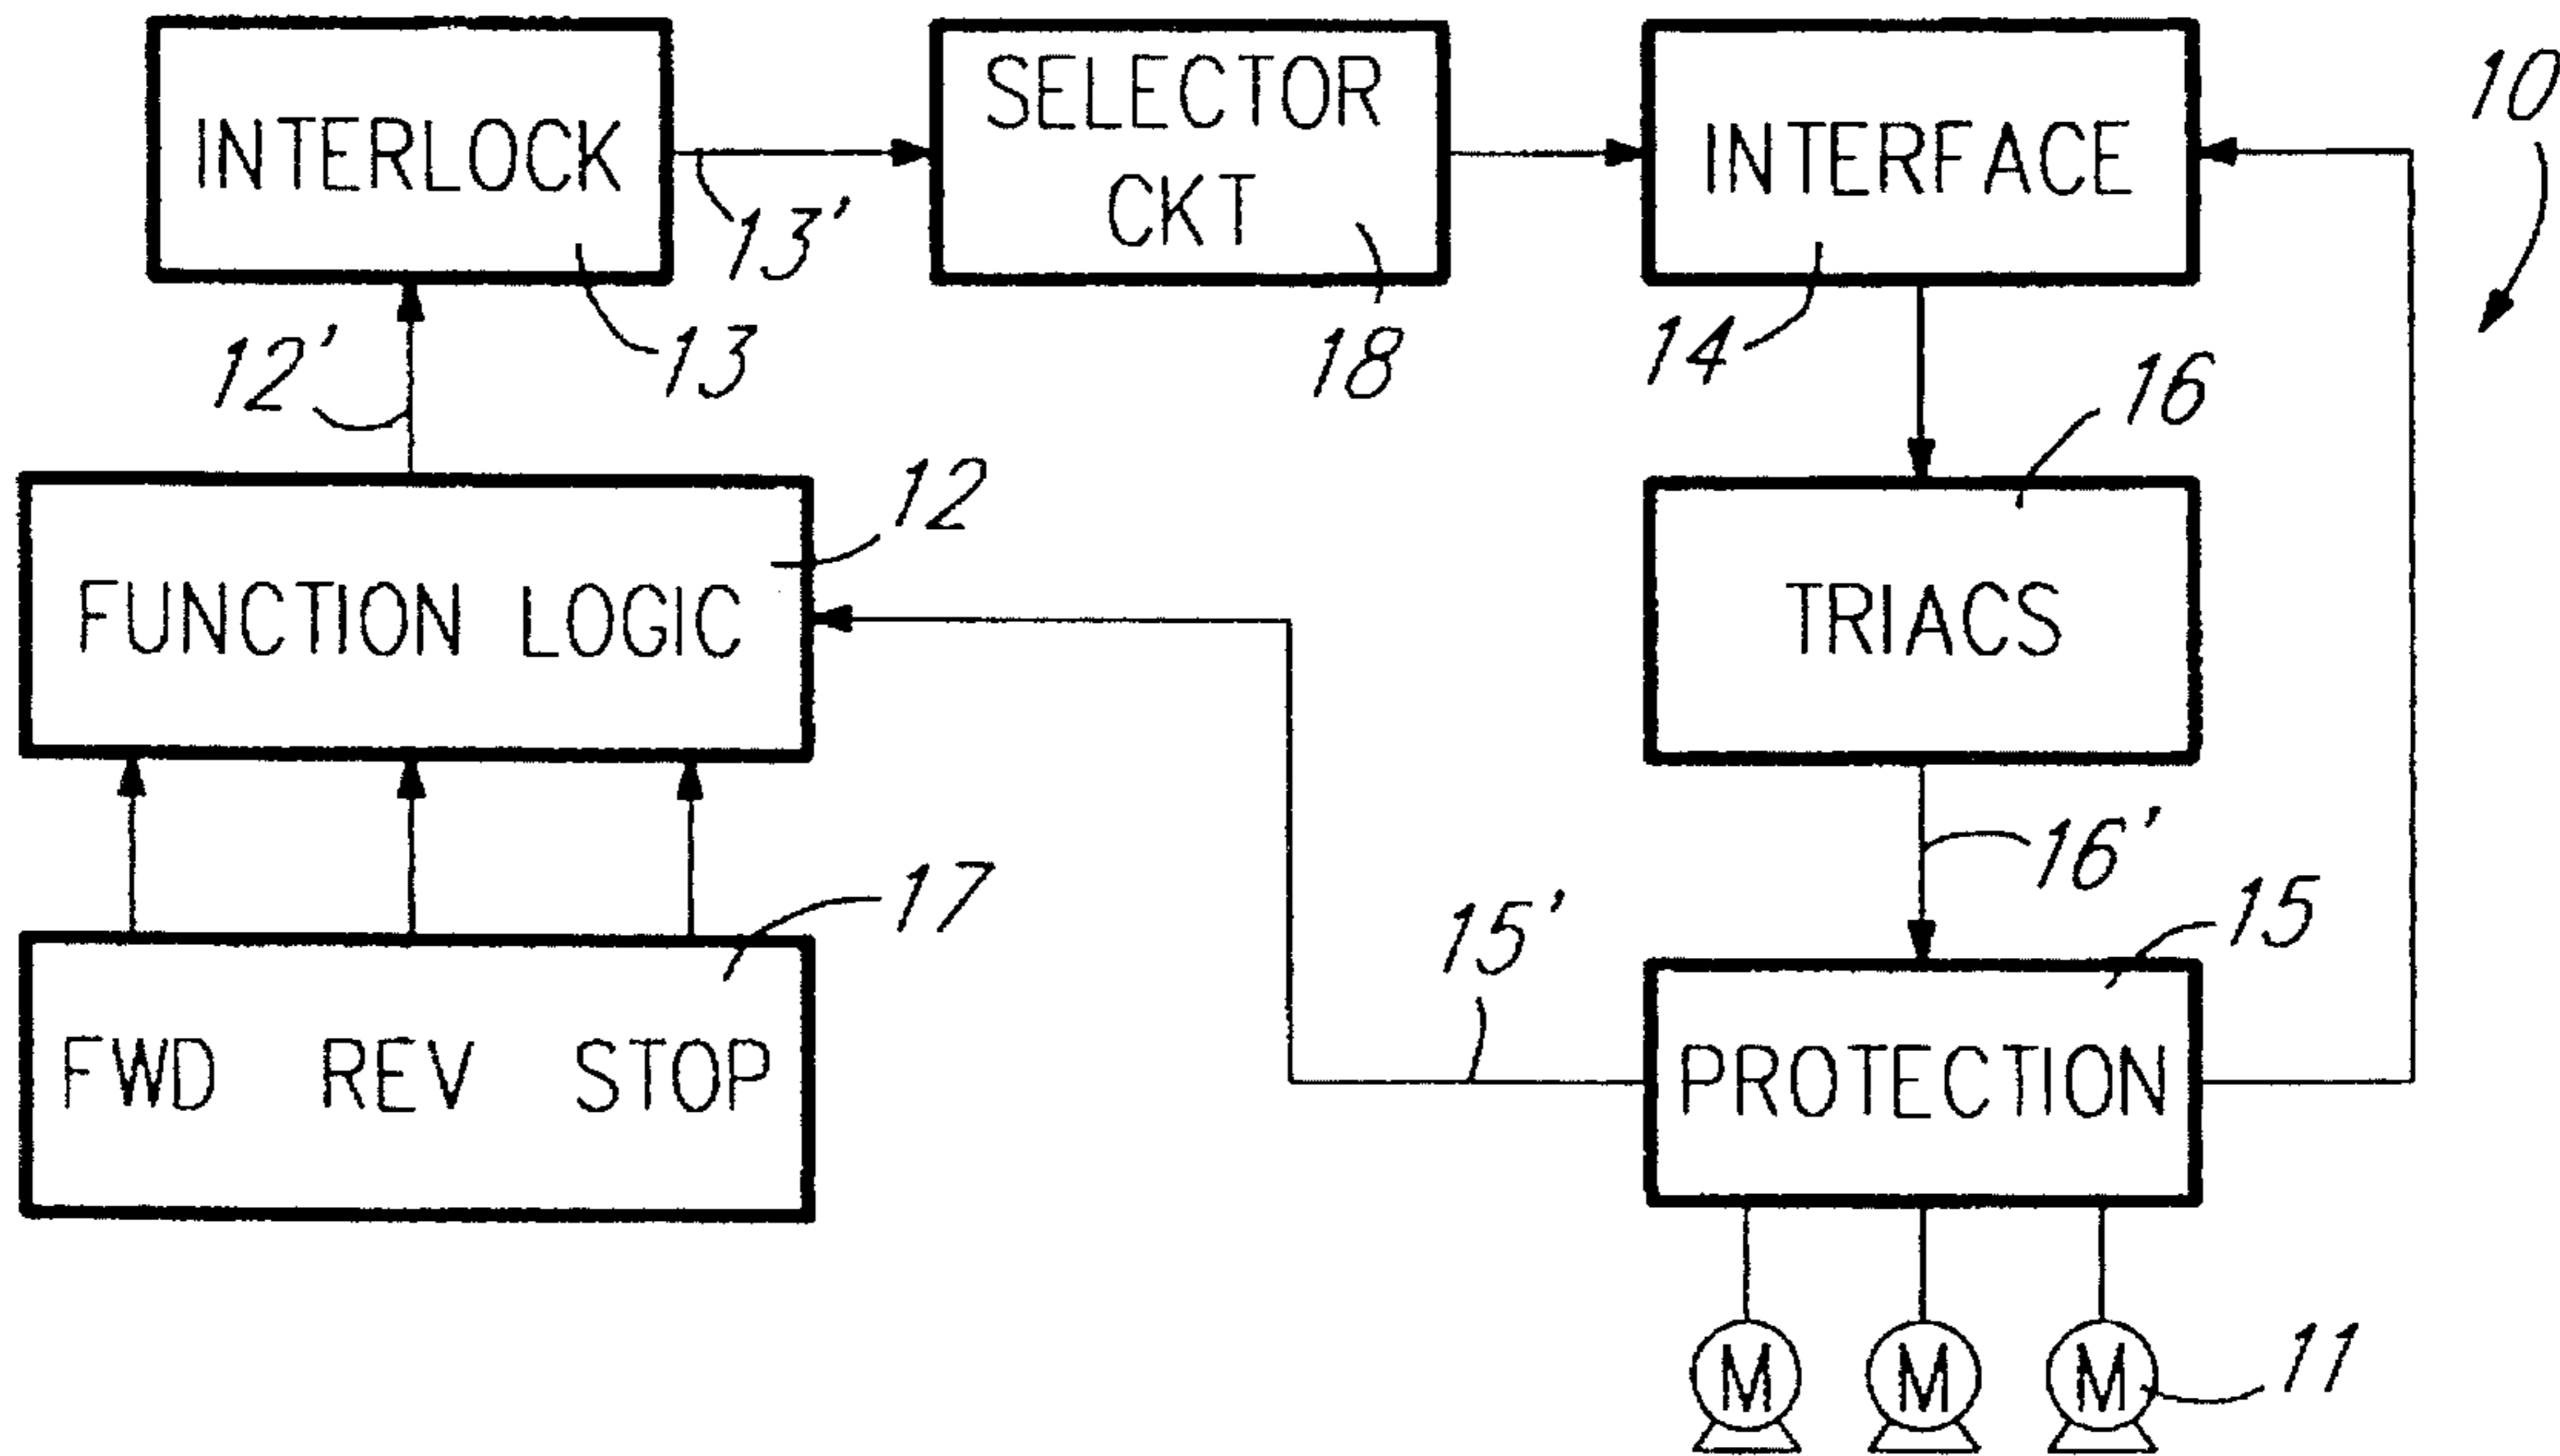 INTERLOCK
13'
13
12'
SELECTOR
CKT
18
INTERFACE
14
10
16
TRIACS
16'
12
FUNCTION LOGIC
17
FWD REV STOP
15'
15
PROTECTION
M M M
11